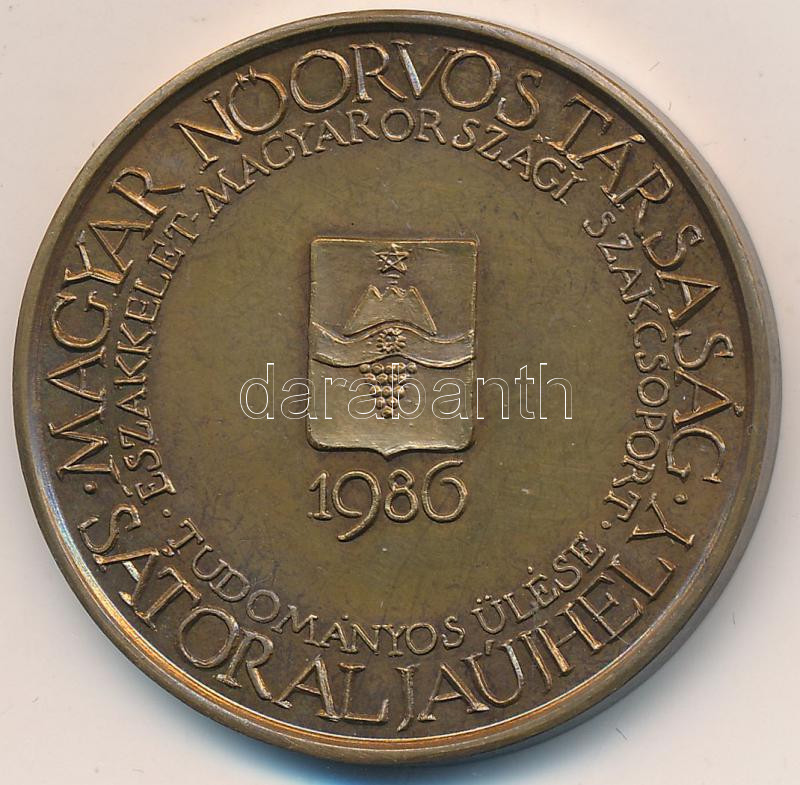 MAGYAR NŐORVOS TÁRSASÁG ·
SÁTORALJAÚJHELY ·
ÉSZAKKELET-MAGYARORSZÁGI SZAKCSOPORT ·
TUDOMÁNYOS ÜLÉSE ·
1986
darabanth